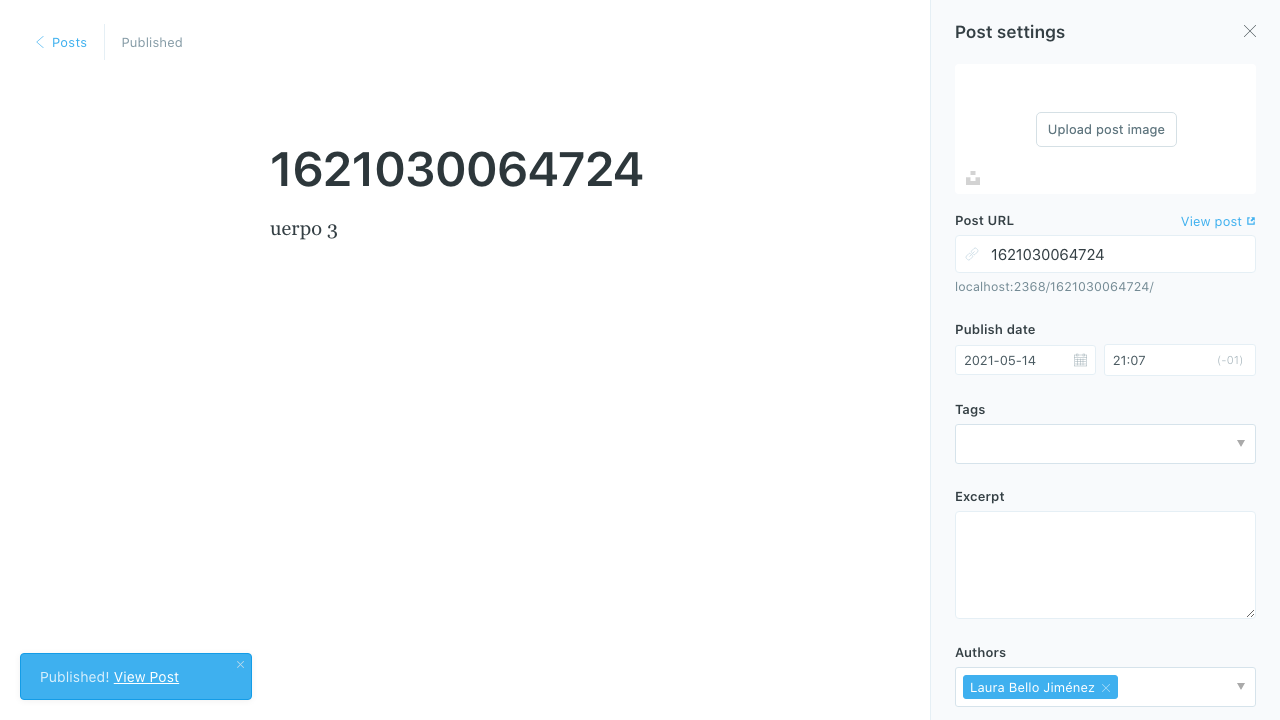 Posts
Published
1621030064724
uerpo 3
Published! View Post
Post settings
Upload post image
Post URL
View post
1621030064724
localhost:2368/1621030064724/
Publish date
2021-05-14
21:07
(-01)
Tags
Excerpt
Authors
Laura Bello Jiménez